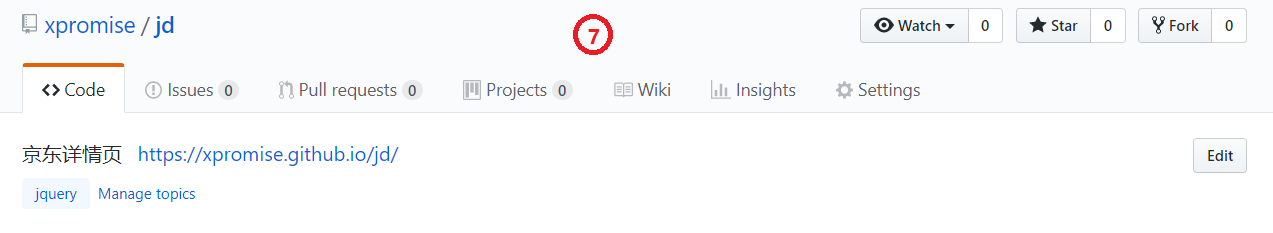 xpromise / jd
7
Watch 0 Star 0 Fork 0
Code Issues 0 Pull requests 0 Projects 0 Wiki Insights Settings
京东详情页 https://xpromise.github.io/jd/ Edit
jquery Manage topics